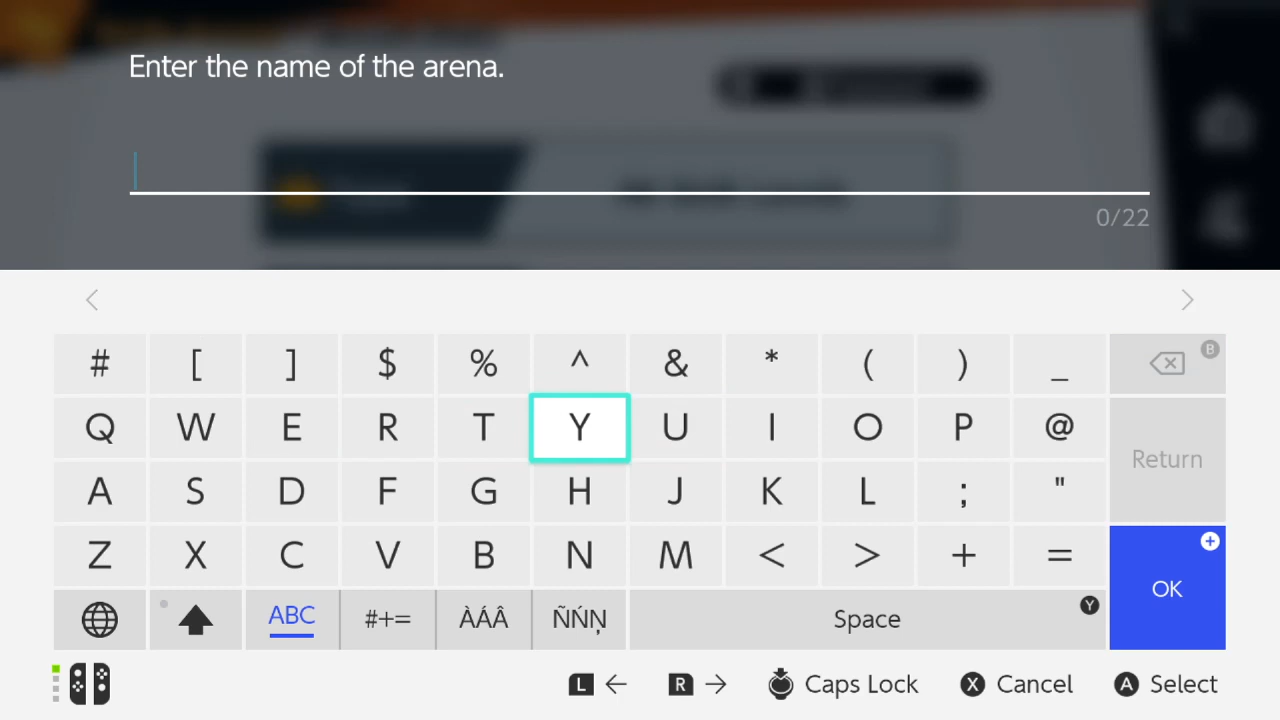 Enter the name of the arena.
0/22
# [ ] $ % ^ & * ( ) _ B
Q W E R T Y U I O P @
Return
A S D F G H J K L ; "
Z X C V B N M < > + =
OK
ABC #+= ÀÁÂ ÑŃŅ Space Y
L ← R → Caps Lock X Cancel A Select